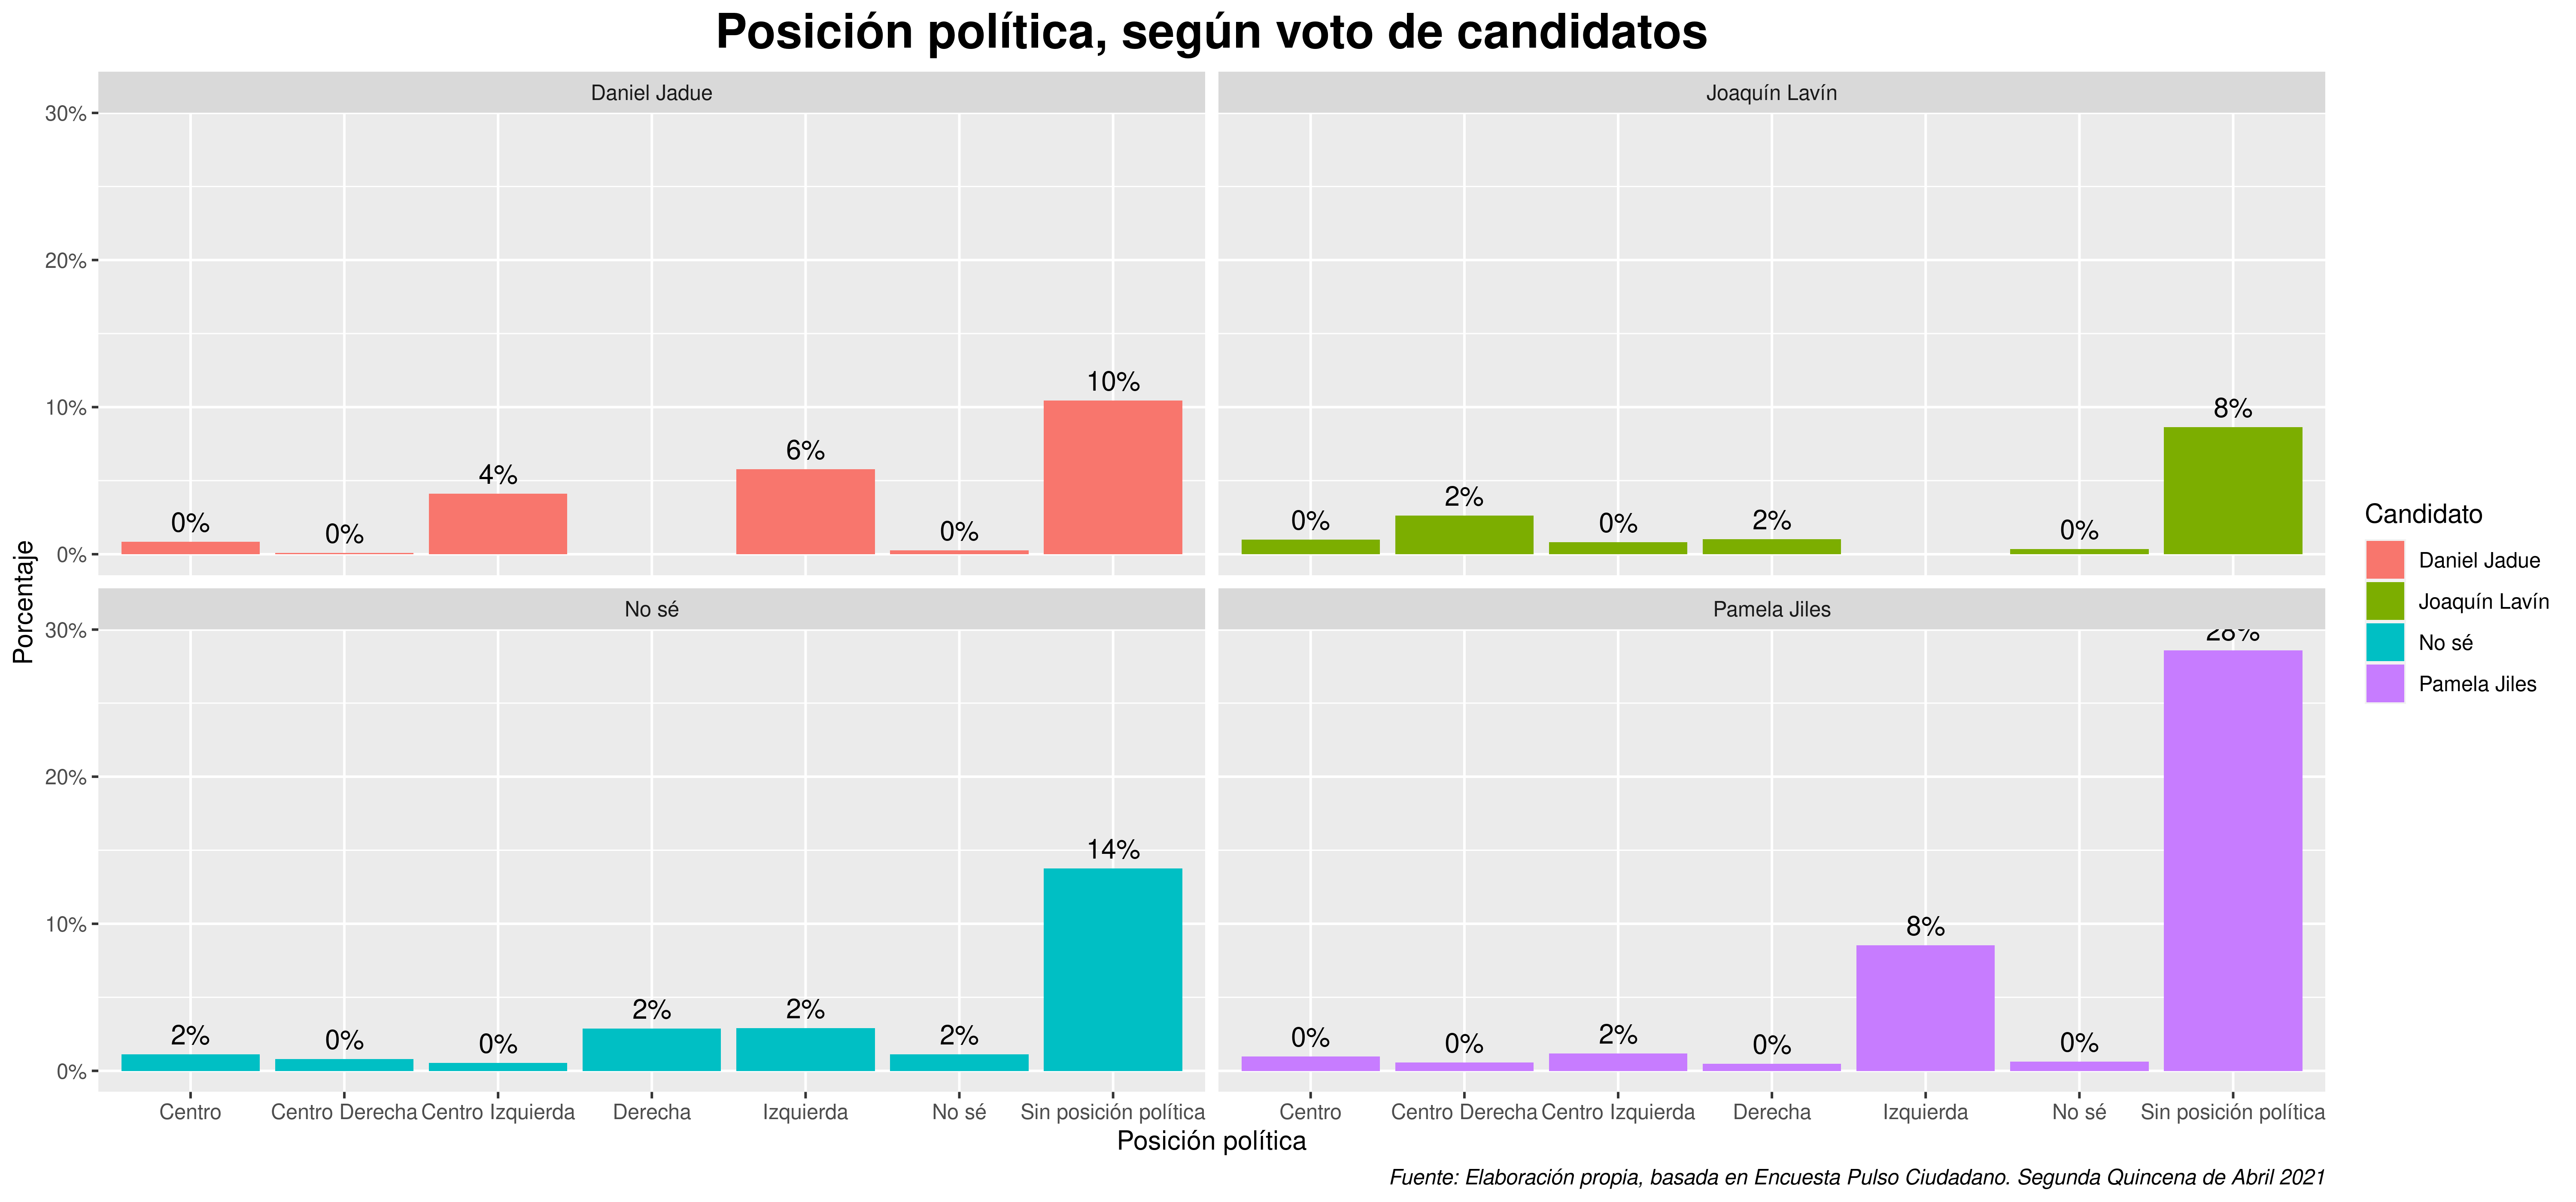 Posición política, según voto de candidatos
Daniel Jadue
Joaquín Lavín
30%
20%
10%
0%
0%
0%
4%
6%
0%
10%
0%
2%
0%
2%
0%
8%
No sé
Pamela Jiles
30%
20%
10%
0%
2%
0%
0%
2%
2%
2%
14%
0%
0%
2%
0%
8%
0%
28%
Centro Centro Derecha Centro Izquierda Derecha Izquierda No sé Sin posición política
Centro Centro Derecha Centro Izquierda Derecha Izquierda No sé Sin posición política
Posición política
Porcentaje
Candidato
Daniel Jadue
Joaquín Lavín
No sé
Pamela Jiles
Fuente: Elaboración propia, basada en Encuesta Pulso Ciudadano. Segunda Quincena de Abril 2021